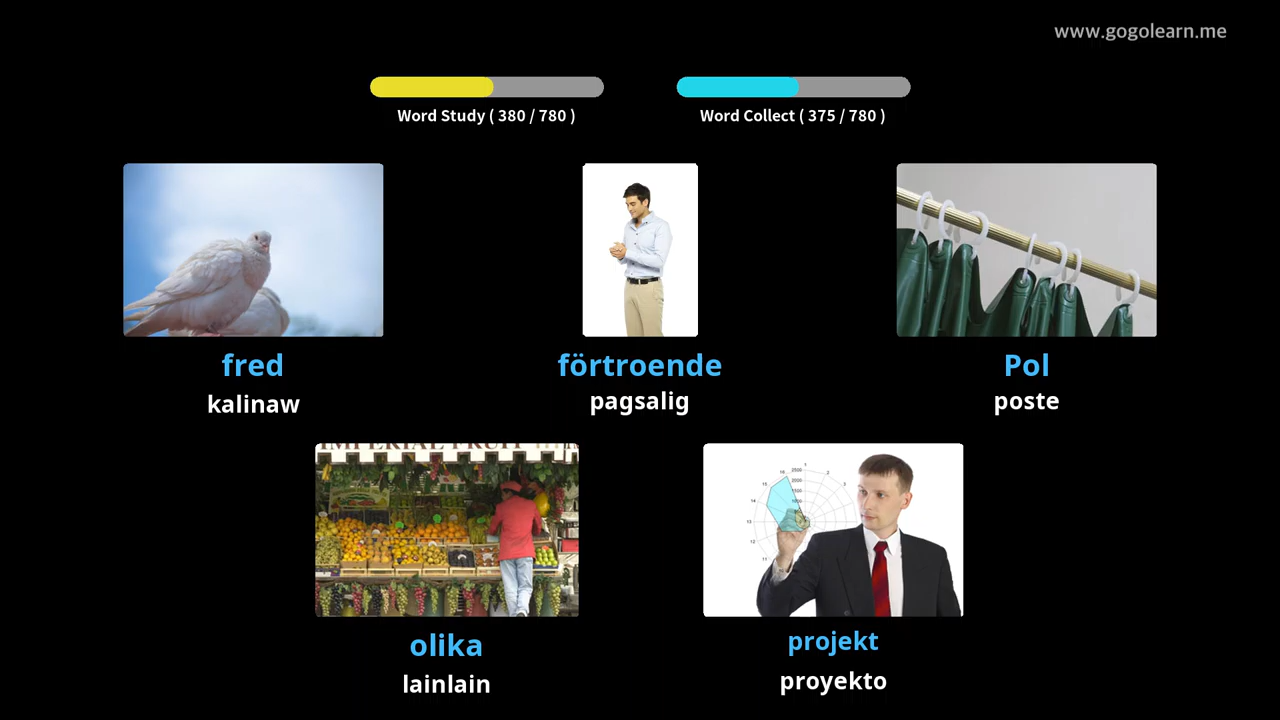 www.gogolearn.me
Word Study ( 380 / 780 )
Word Collect ( 375 / 780 )
fred
kalinaw
förtroende
pagsalig
Pol
poste
olika
lainlain
projekt
proyekto